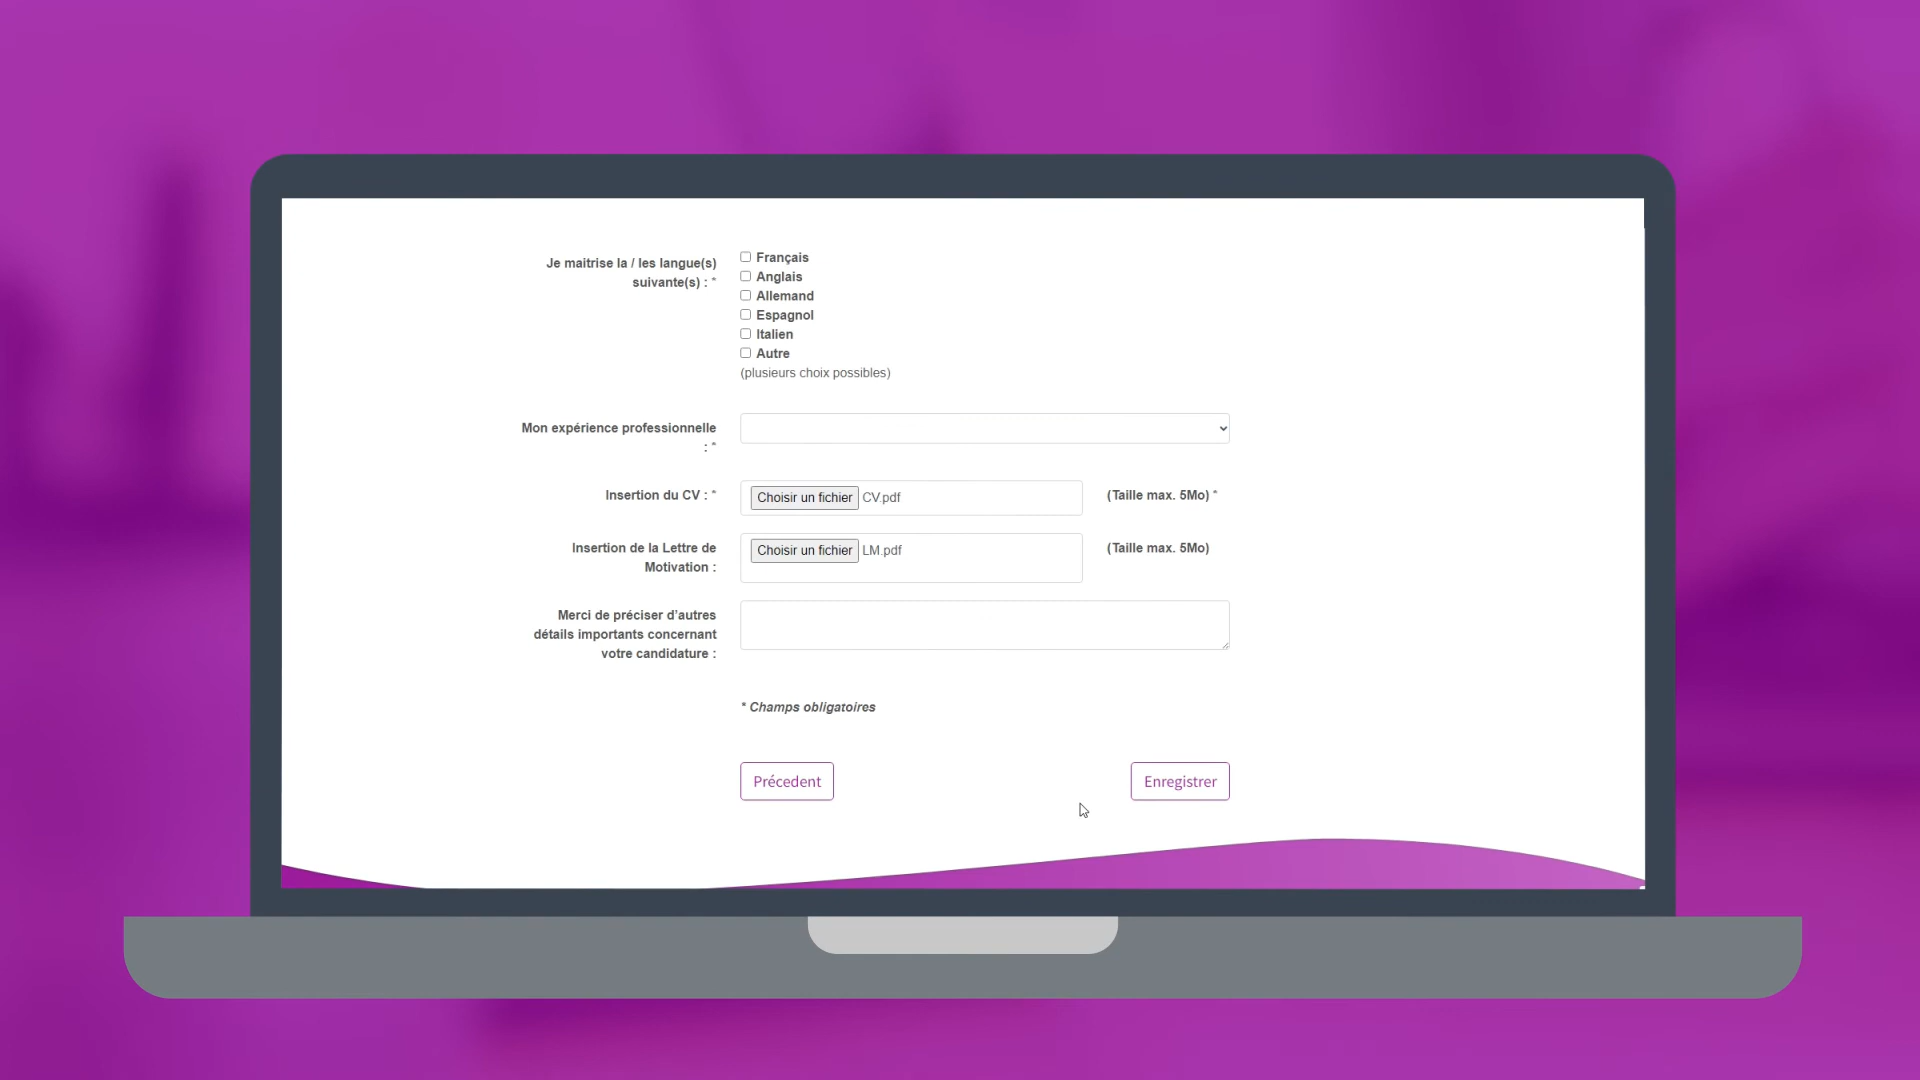 Je maitrise la / les langue(s)
suivante(s) : *
Français
Anglais
Allemand
Espagnol
Italien
Autre
(plusieurs choix possibles)
Mon expérience professionnelle
: *
Insertion du CV : *
Choisir un fichier CV.pdf
(Taille max. 5Mo) *
Insertion de la Lettre de
Motivation :
Choisir un fichier LM.pdf
(Taille max. 5Mo)
Merci de préciser d’autres
détails importants concernant
votre candidature :
* Champs obligatoires
Précedent
Enregistrer